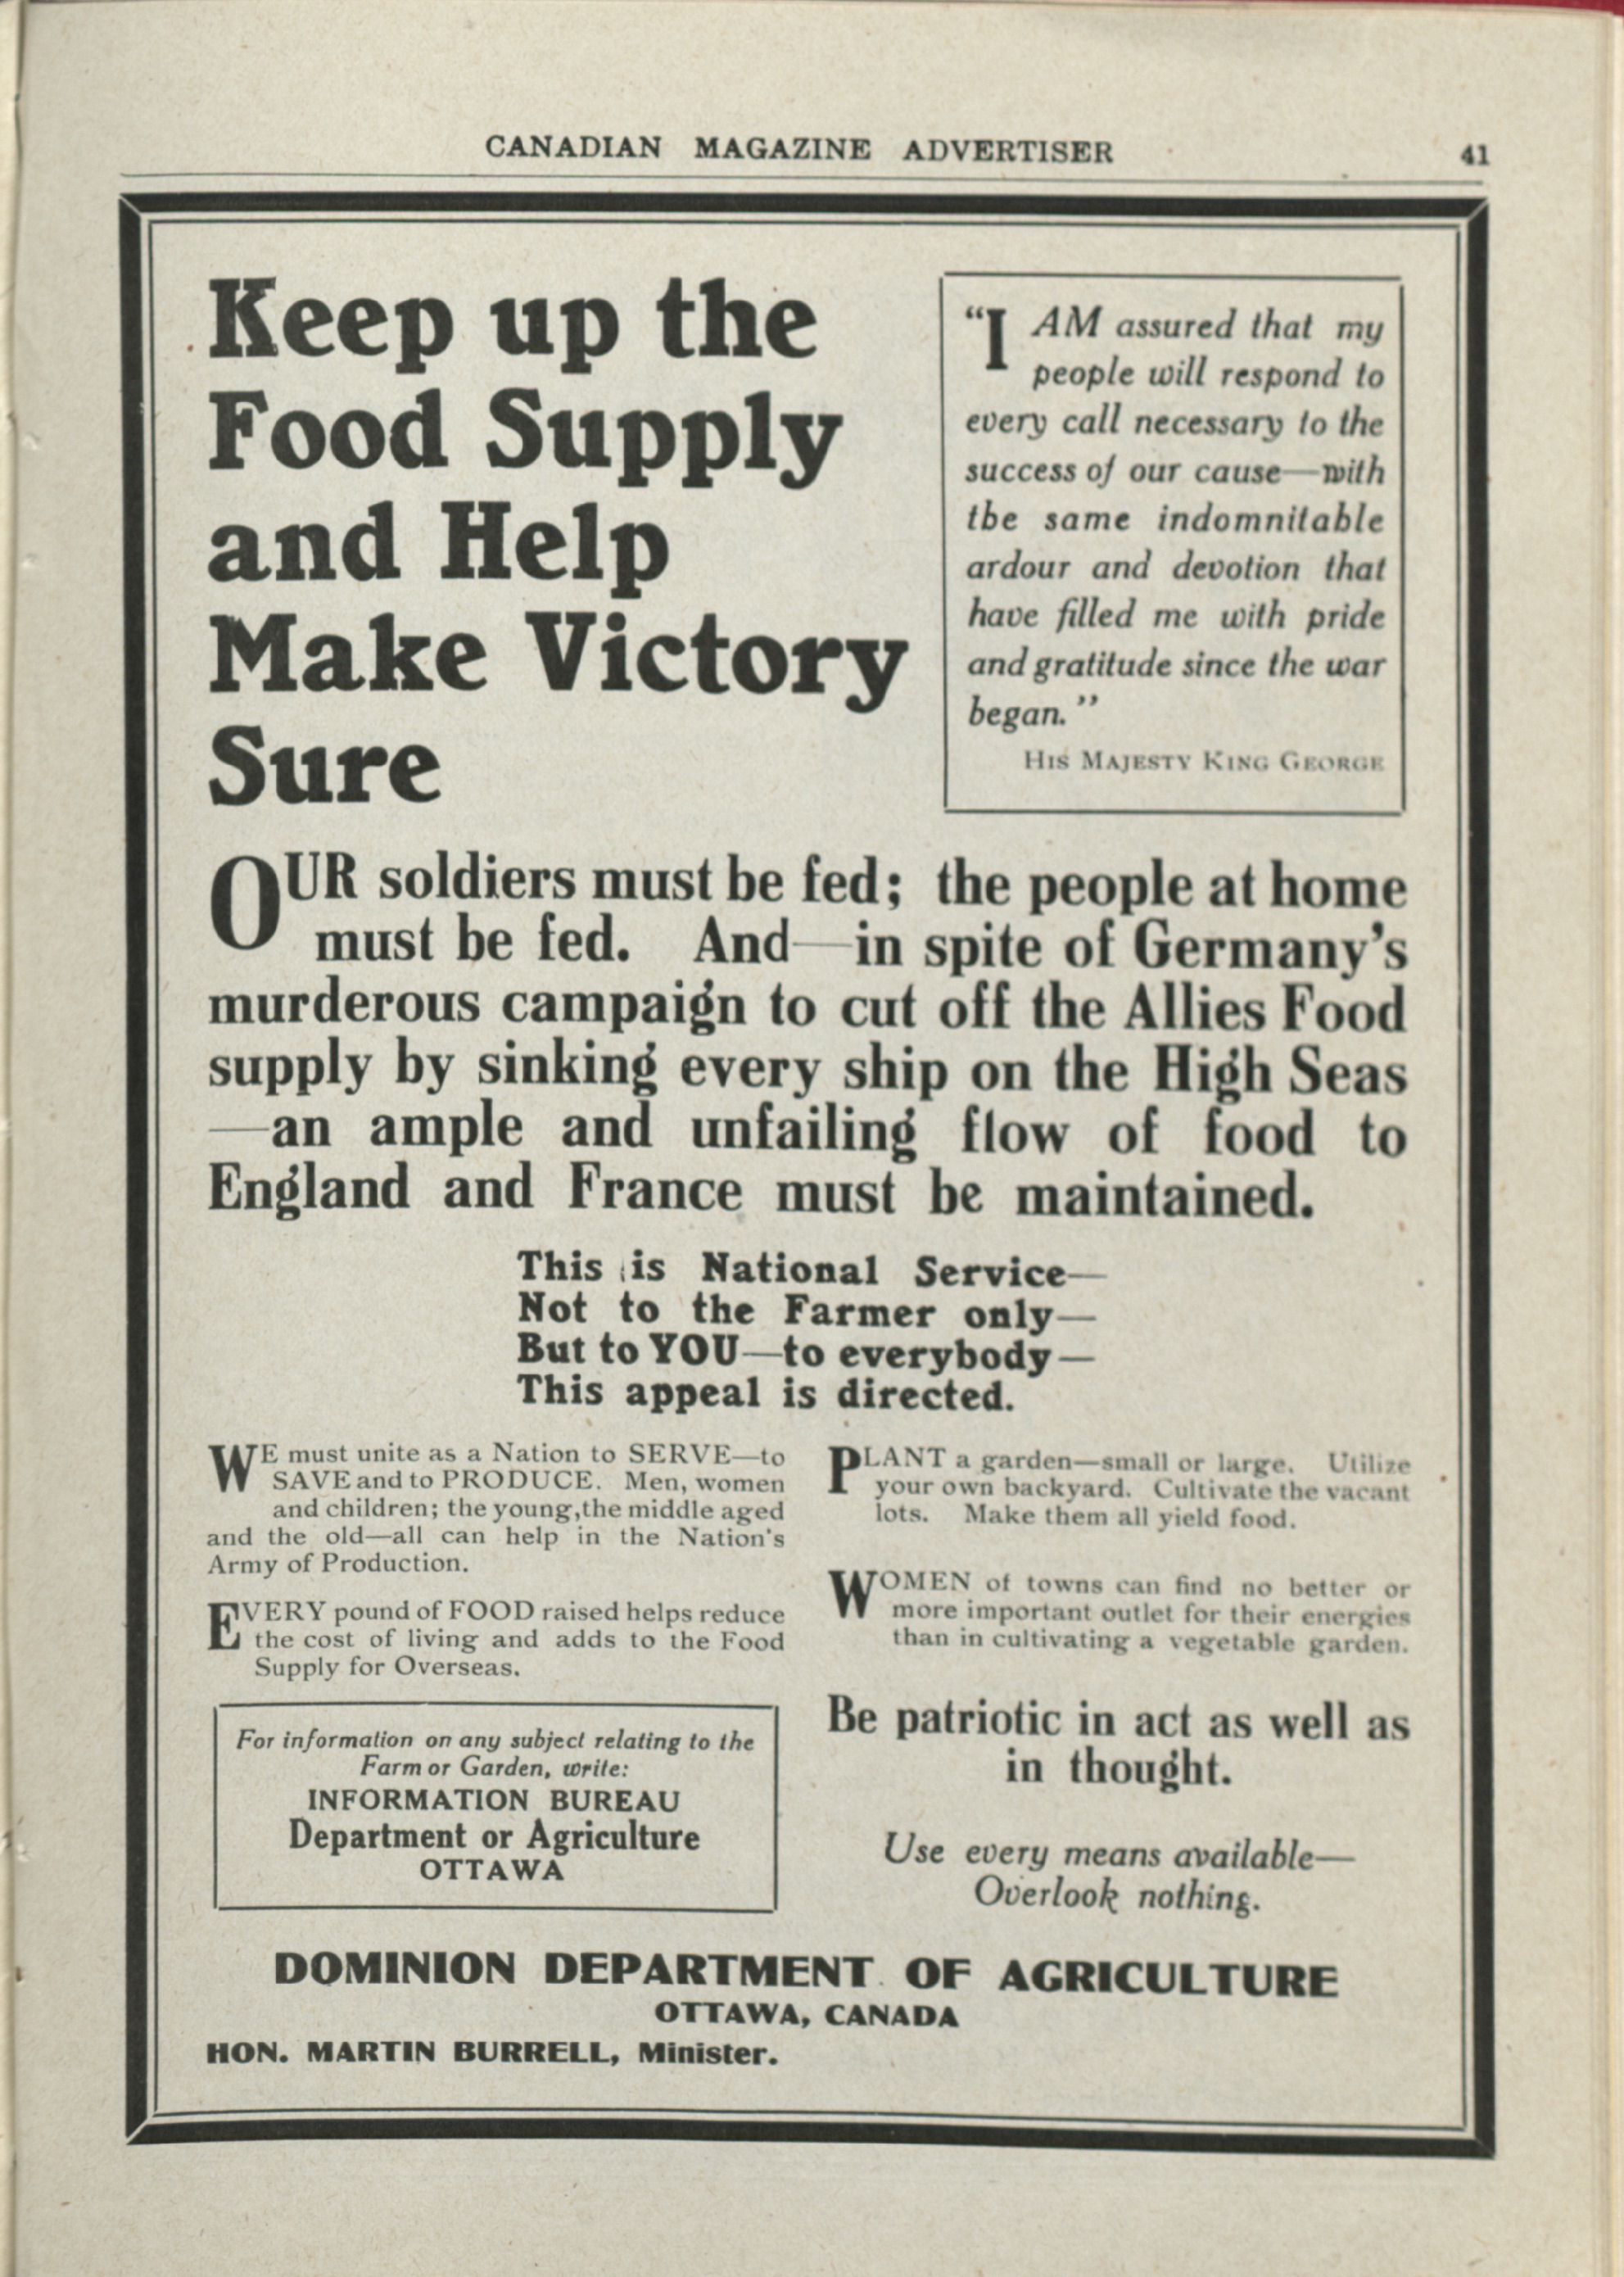 CANADIAN MAGAZINE ADVERTISER 41
Keep up the
Food Supply
and Help
Make Victory
Sure
"I AM assured that my
people will respond to
every call necessary to the
success of our cause—with
tbe same indomnitable
ardour and devotion that
have filled me with pride
and gratitude since the war
began."
HIS MAJESTY KING GEORGE
OUR soldiers must be fed; the people at home
must be fed. And—in spite of Germany's
murderous campaign to cut off the Allies Food
supply by sinking every ship on the High Seas
—an ample and unfailing flow of food to
England and France must be maintained.
This is National Service—
Not to the Farmer only—
But to YOU—to everybody—
This appeal is directed.
WE must unite as a Nation to SERVE—to
SAVE and to PRODUCE. Men, women
and children; the young,the middle aged
and the old—all can help in the Nation's
Army of Production.
EVERY pound of FOOD raised helps reduce
the cost of living and adds to the Food
Supply for Overseas.
For information on any subject relating to the
Farm or Garden, write:
INFORMATION BUREAU
Department or Agriculture
OTTAWA
PLANT a garden—small or large. Utilize
your own backyard. Cultivate the vacant
lots. Make them all yield food.
WOMEN of towns can find no better or
more important outlet for their energies
than in cultivating a vegetable garden.
Be patriotic in act as well as
in thought.
Use every means available—
Overlook nothing.
DOMINION DEPARTMENT OF AGRICULTURE
OTTAWA, CANADA
HON. MARTIN BURRELL, Minister.